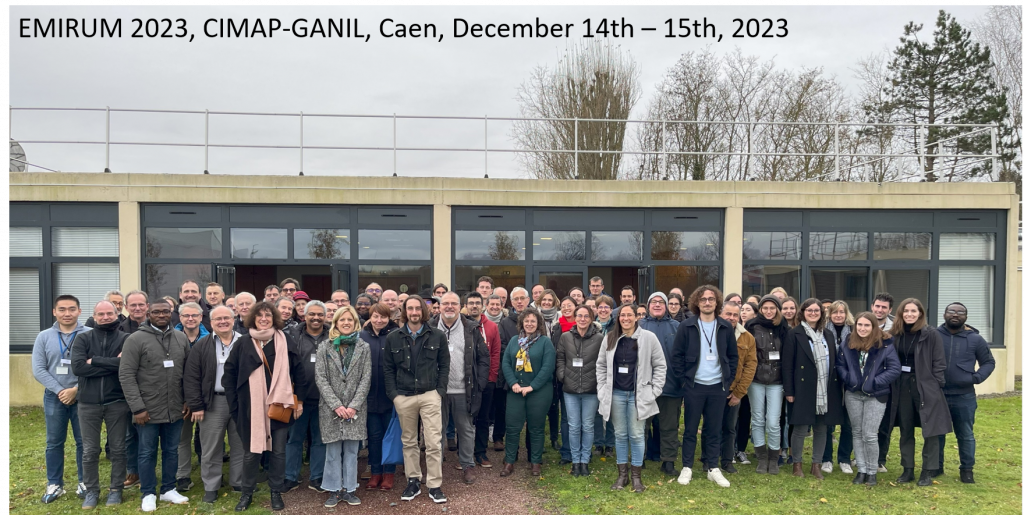 EMIRUM 2023, CIMAP-GANIL, Caen, December 14th – 15th, 2023